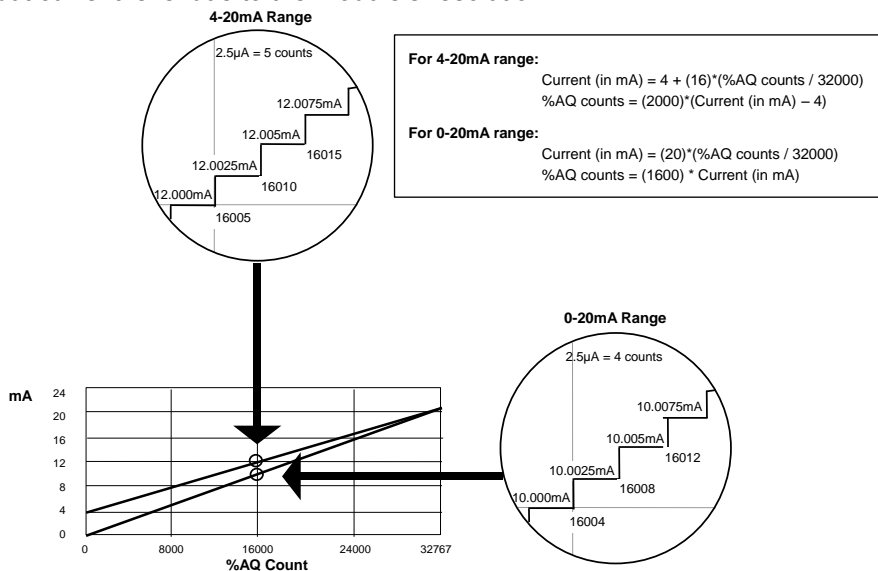 4-20mA Range
2.5µA = 5 counts
12.0075mA
12.005mA
16015
12.0025mA
16010
12.000mA
16005
For 4-20mA range:
Current (in mA) = 4 + (16)*(%AQ counts / 32000)
%AQ counts = (2000)*(Current (in mA) – 4)
For 0-20mA range:
Current (in mA) = (20)*(%AQ counts / 32000)
%AQ counts = (1600) * Current (in mA)
0-20mA Range
2.5µA = 4 counts
10.0075mA
10.005mA
16012
10.0025mA
16008
10.000mA
16004
mA
24
20
16
12
8
4
0
0 8000 16000 24000 32767
%AQ Count